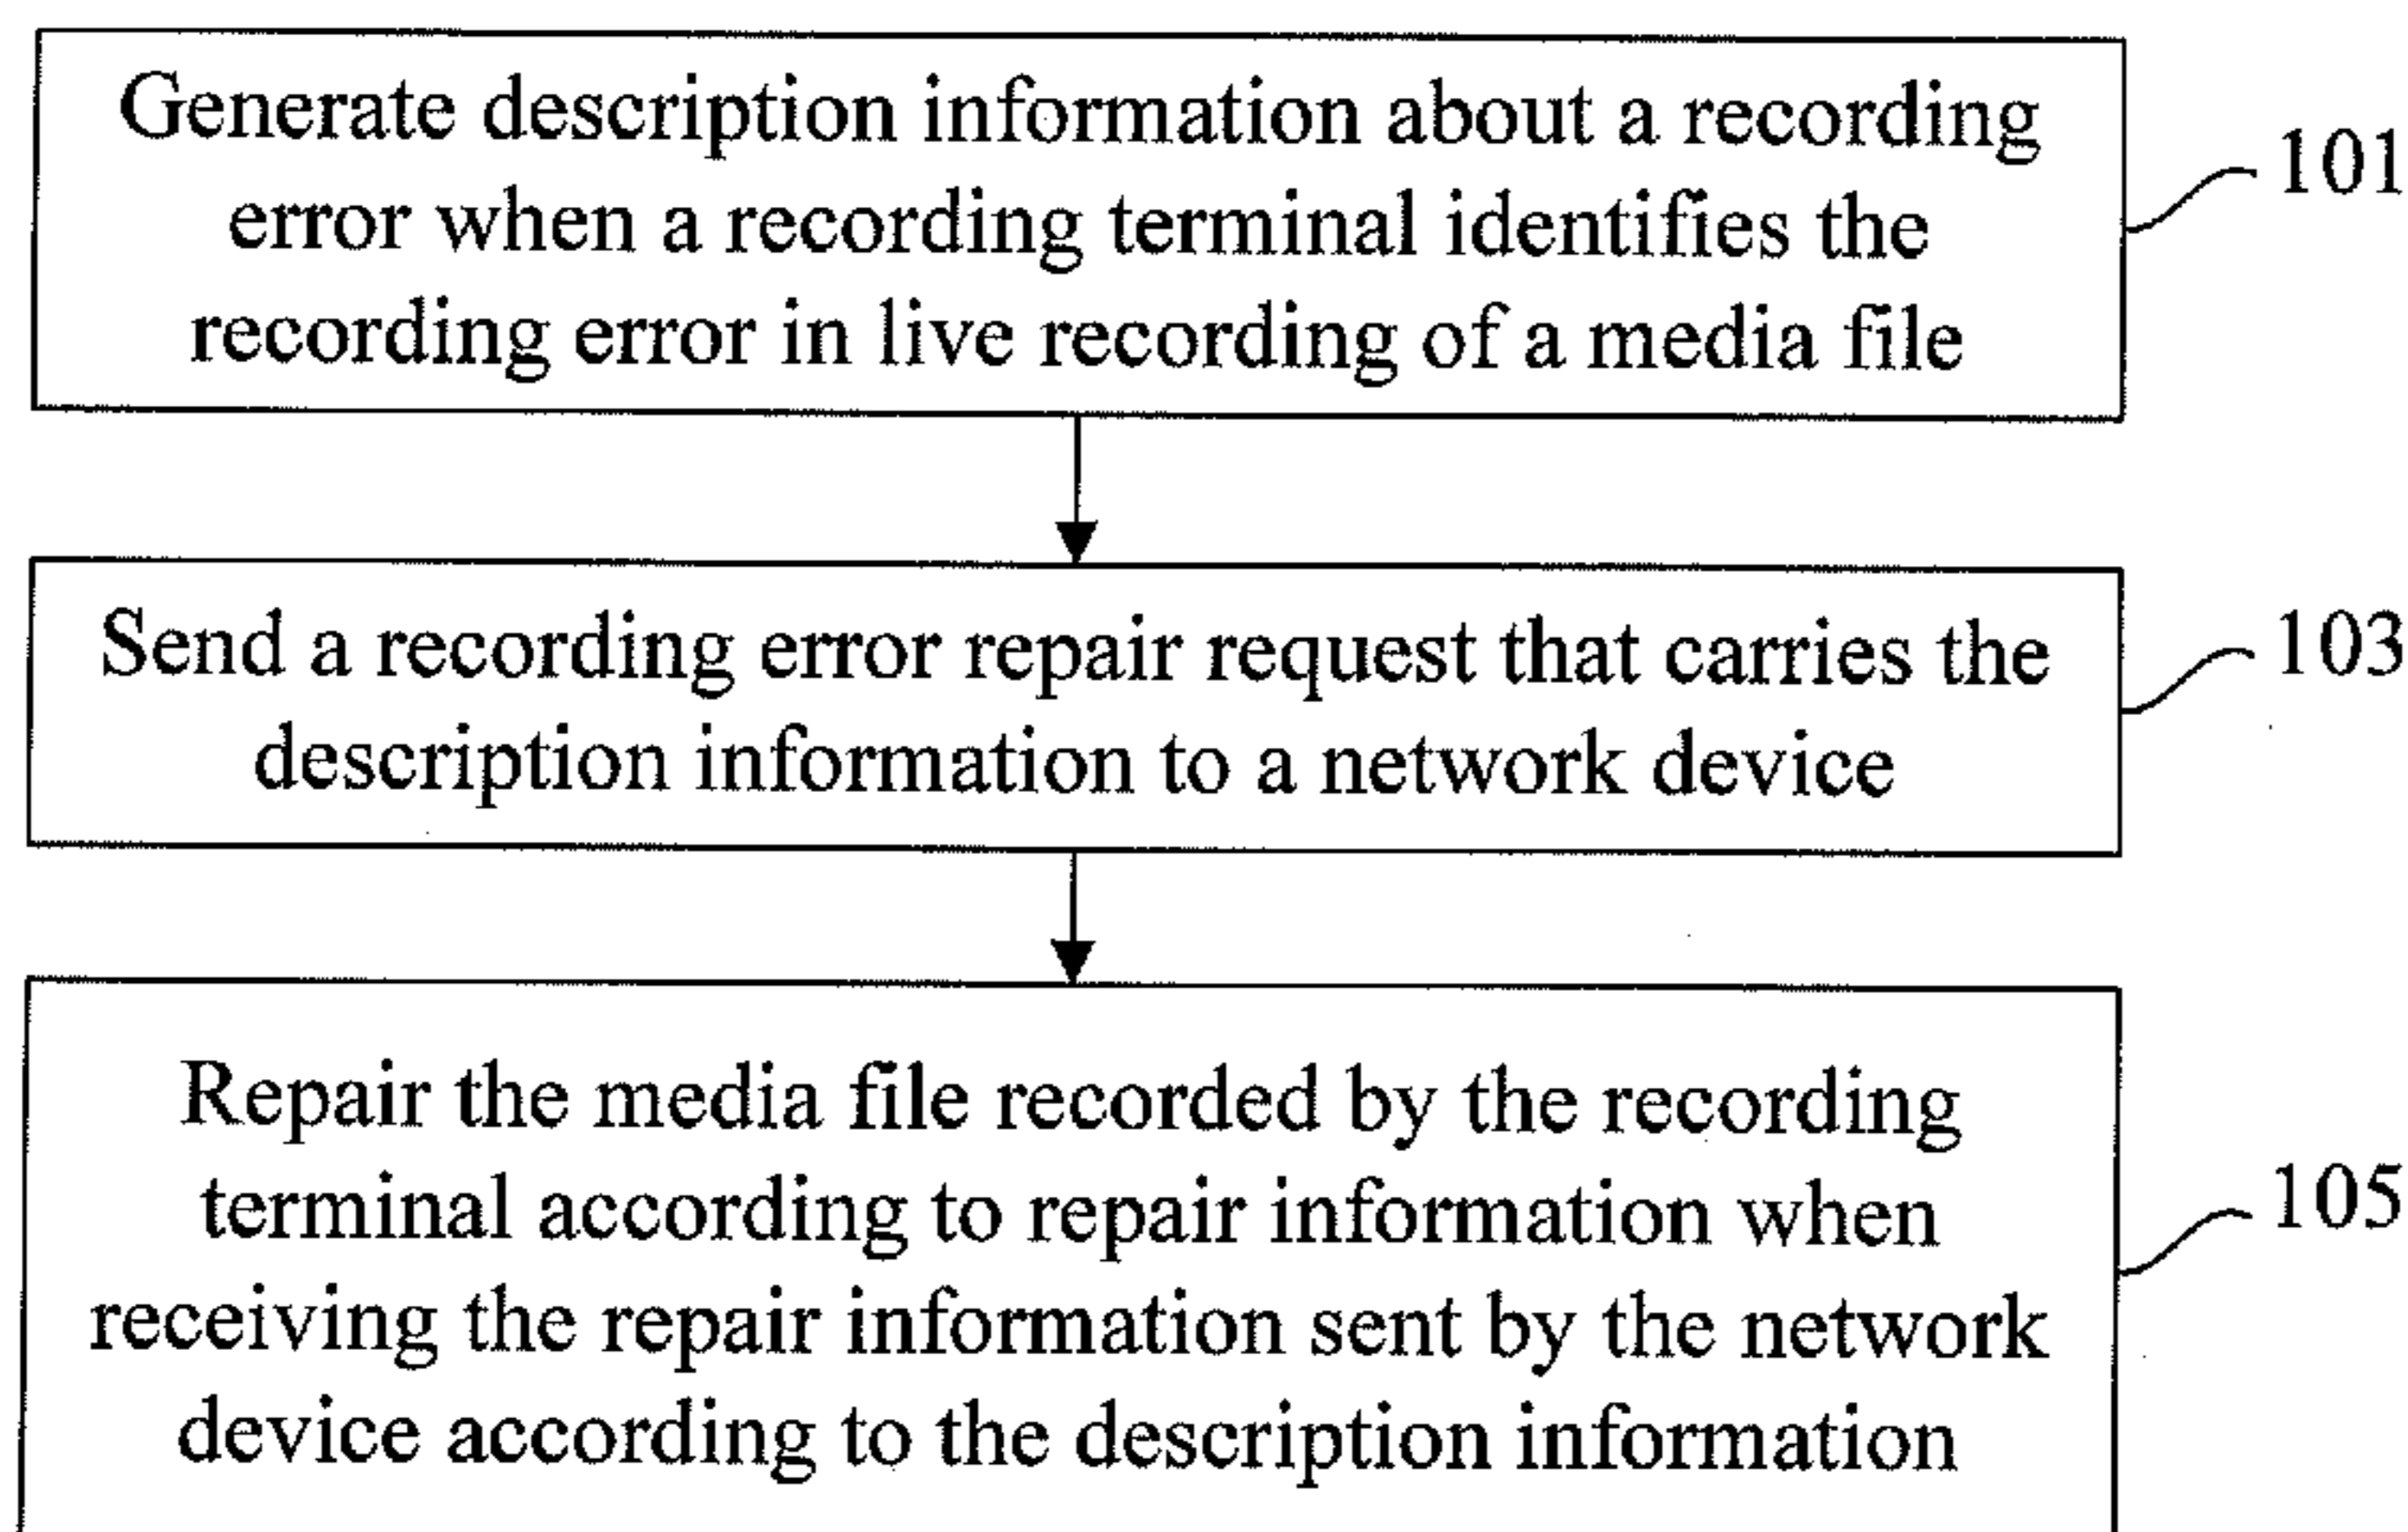 Generate description information about a recording
error when a recording terminal identifies the
recording error in live recording of a media file
101
Send a recording error repair request that carries the
description information to a network device
103
Repair the media file recorded by the recording
terminal according to repair information when
receiving the repair information sent by the network
device according to the description information
105